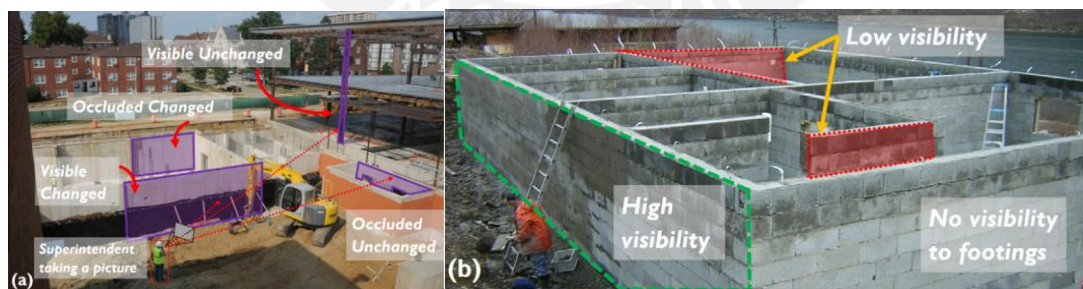 Visible Unchanged
Occluded Changed
Visible
Changed
Superintendent
taking a picture
Occluded
Unchanged
(a)
Low visibility
High
visibility
No visibility
to footings
(b)